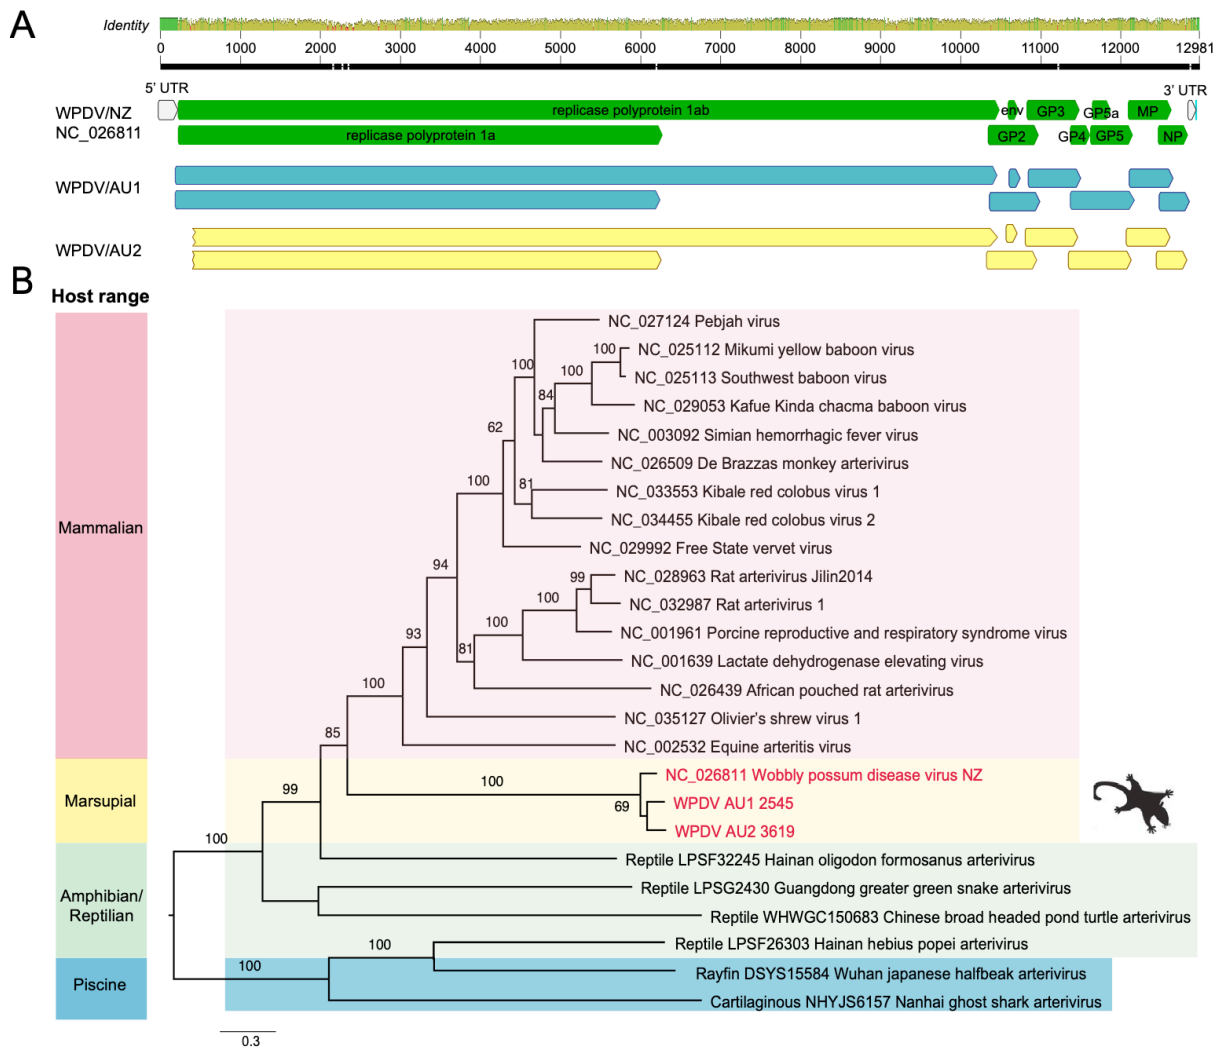 A
Identity
0 1000 2000 3000 4000 5000 6000 7000 8000 9000 10000 11000 12000 12981
5' UTR
3' UTR
WPDV/NZ
NC_026811
replicase polyprotein 1ab
env
GP3
GP5a
MP
replicase polyprotein 1a
GP2
GP4
GP5
NP
WPDV/AU1
WPDV/AU2
B
Host range
Mammalian
Marsupial
Amphibian/
Reptilian
Piscine
NC_027124 Pebjah virus
100 NC_025112 Mikumi yellow baboon virus
100 100 NC_025113 Southwest baboon virus
84 NC_029053 Kafue Kinda chacma baboon virus
62 NC_003092 Simian hemorrhagic fever virus
NC_026509 De Brazzas monkey arterivirus
100 81 NC_033553 Kibale red colobus virus 1
NC_034455 Kibale red colobus virus 2
NC_029992 Free State vervet virus
94 99 NC_028963 Rat arterivirus Jilin2014
100 NC_032987 Rat arterivirus 1
93 100 NC_001961 Porcine reproductive and respiratory syndrome virus
81 NC_001639 Lactate dehydrogenase elevating virus
100 NC_026439 African pouched rat arterivirus
NC_035127 Olivier's shrew virus 1
85 NC_002532 Equine arteritis virus
99 100 NC_026811 Wobbly possum disease virus NZ
69 WPDV AU1 2545
WPDV AU2 3619
100 Reptile LPSF32245 Hainan oligodon formosanus arterivirus
Reptile LPSG2430 Guangdong greater green snake arterivirus
Reptile WHWGC150683 Chinese broad headed pond turtle arterivirus
100 Reptile LPSF26303 Hainan hebius popei arterivirus
100 Rayfin DSYS15584 Wuhan japanese halfbeak arterivirus
Cartilaginous NHYJS6157 Nanhai ghost shark arterivirus
0.3